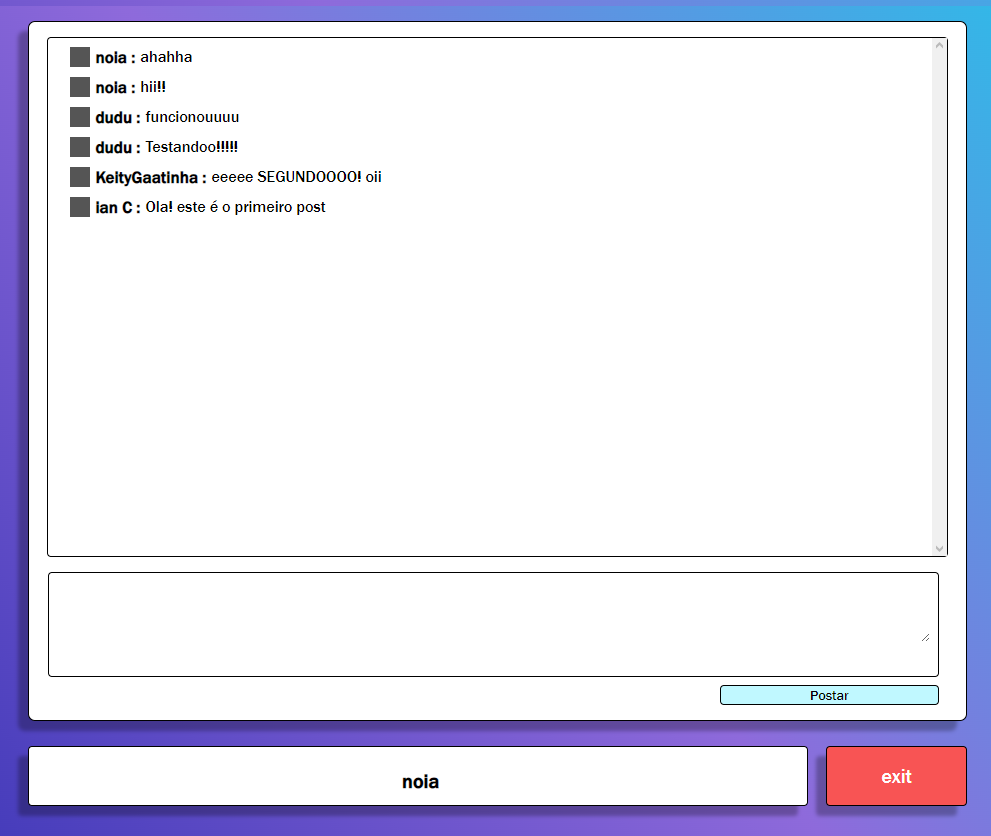 noia : ahahha
noia : hii!!
dudu : funcionouuuu
dudu : Testandoo!!!!!
KeityGaatinha : eeeee SEGUNDOOOO! oii
ian C : Ola! este é o primeiro post
Postar
noia
exit